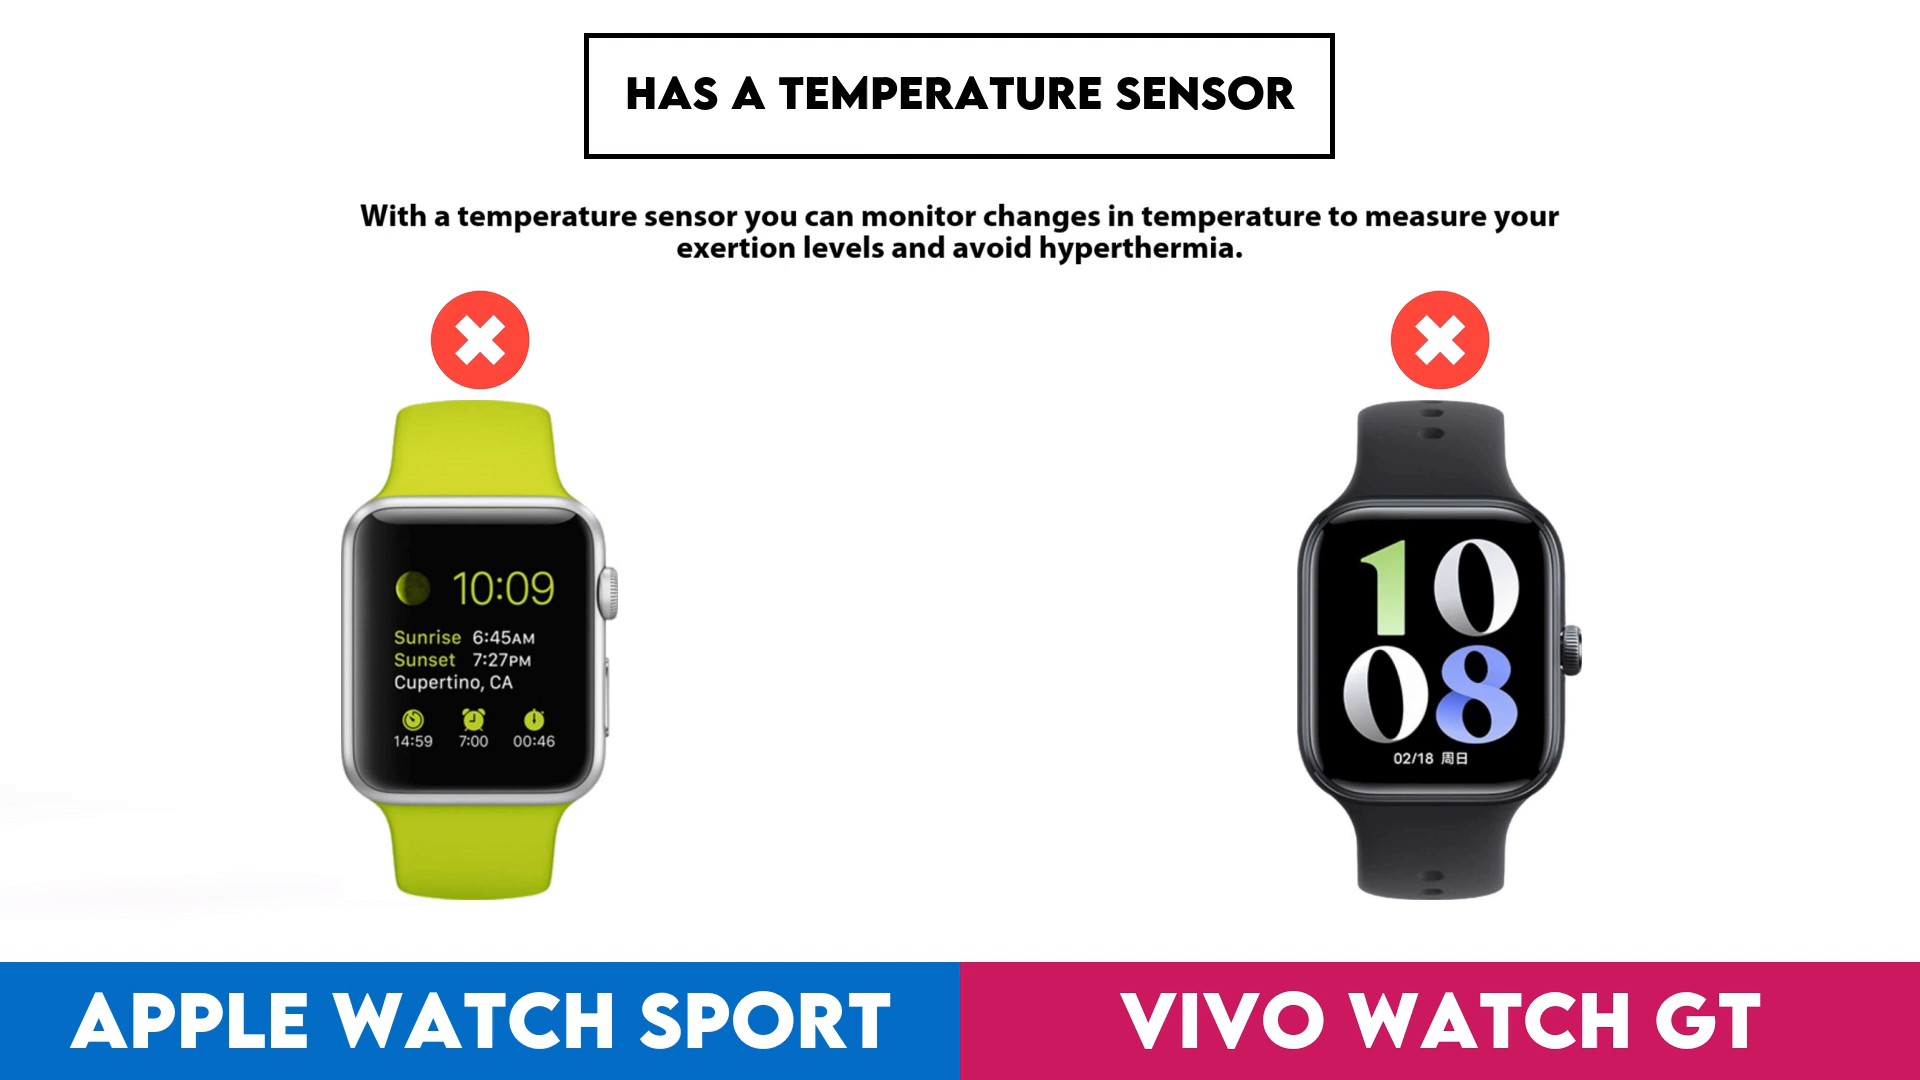 HAS A TEMPERATURE SENSOR
With a temperature sensor you can monitor changes in temperature to measure your
exertion levels and avoid hyperthermia.
10:09
Sunrise 6:45AM
Sunset 7:27PM
Cupertino, CA
14:59 7:00 00:46
10
08
02/18 周日
APPLE WATCH SPORT
VIVO WATCH GT